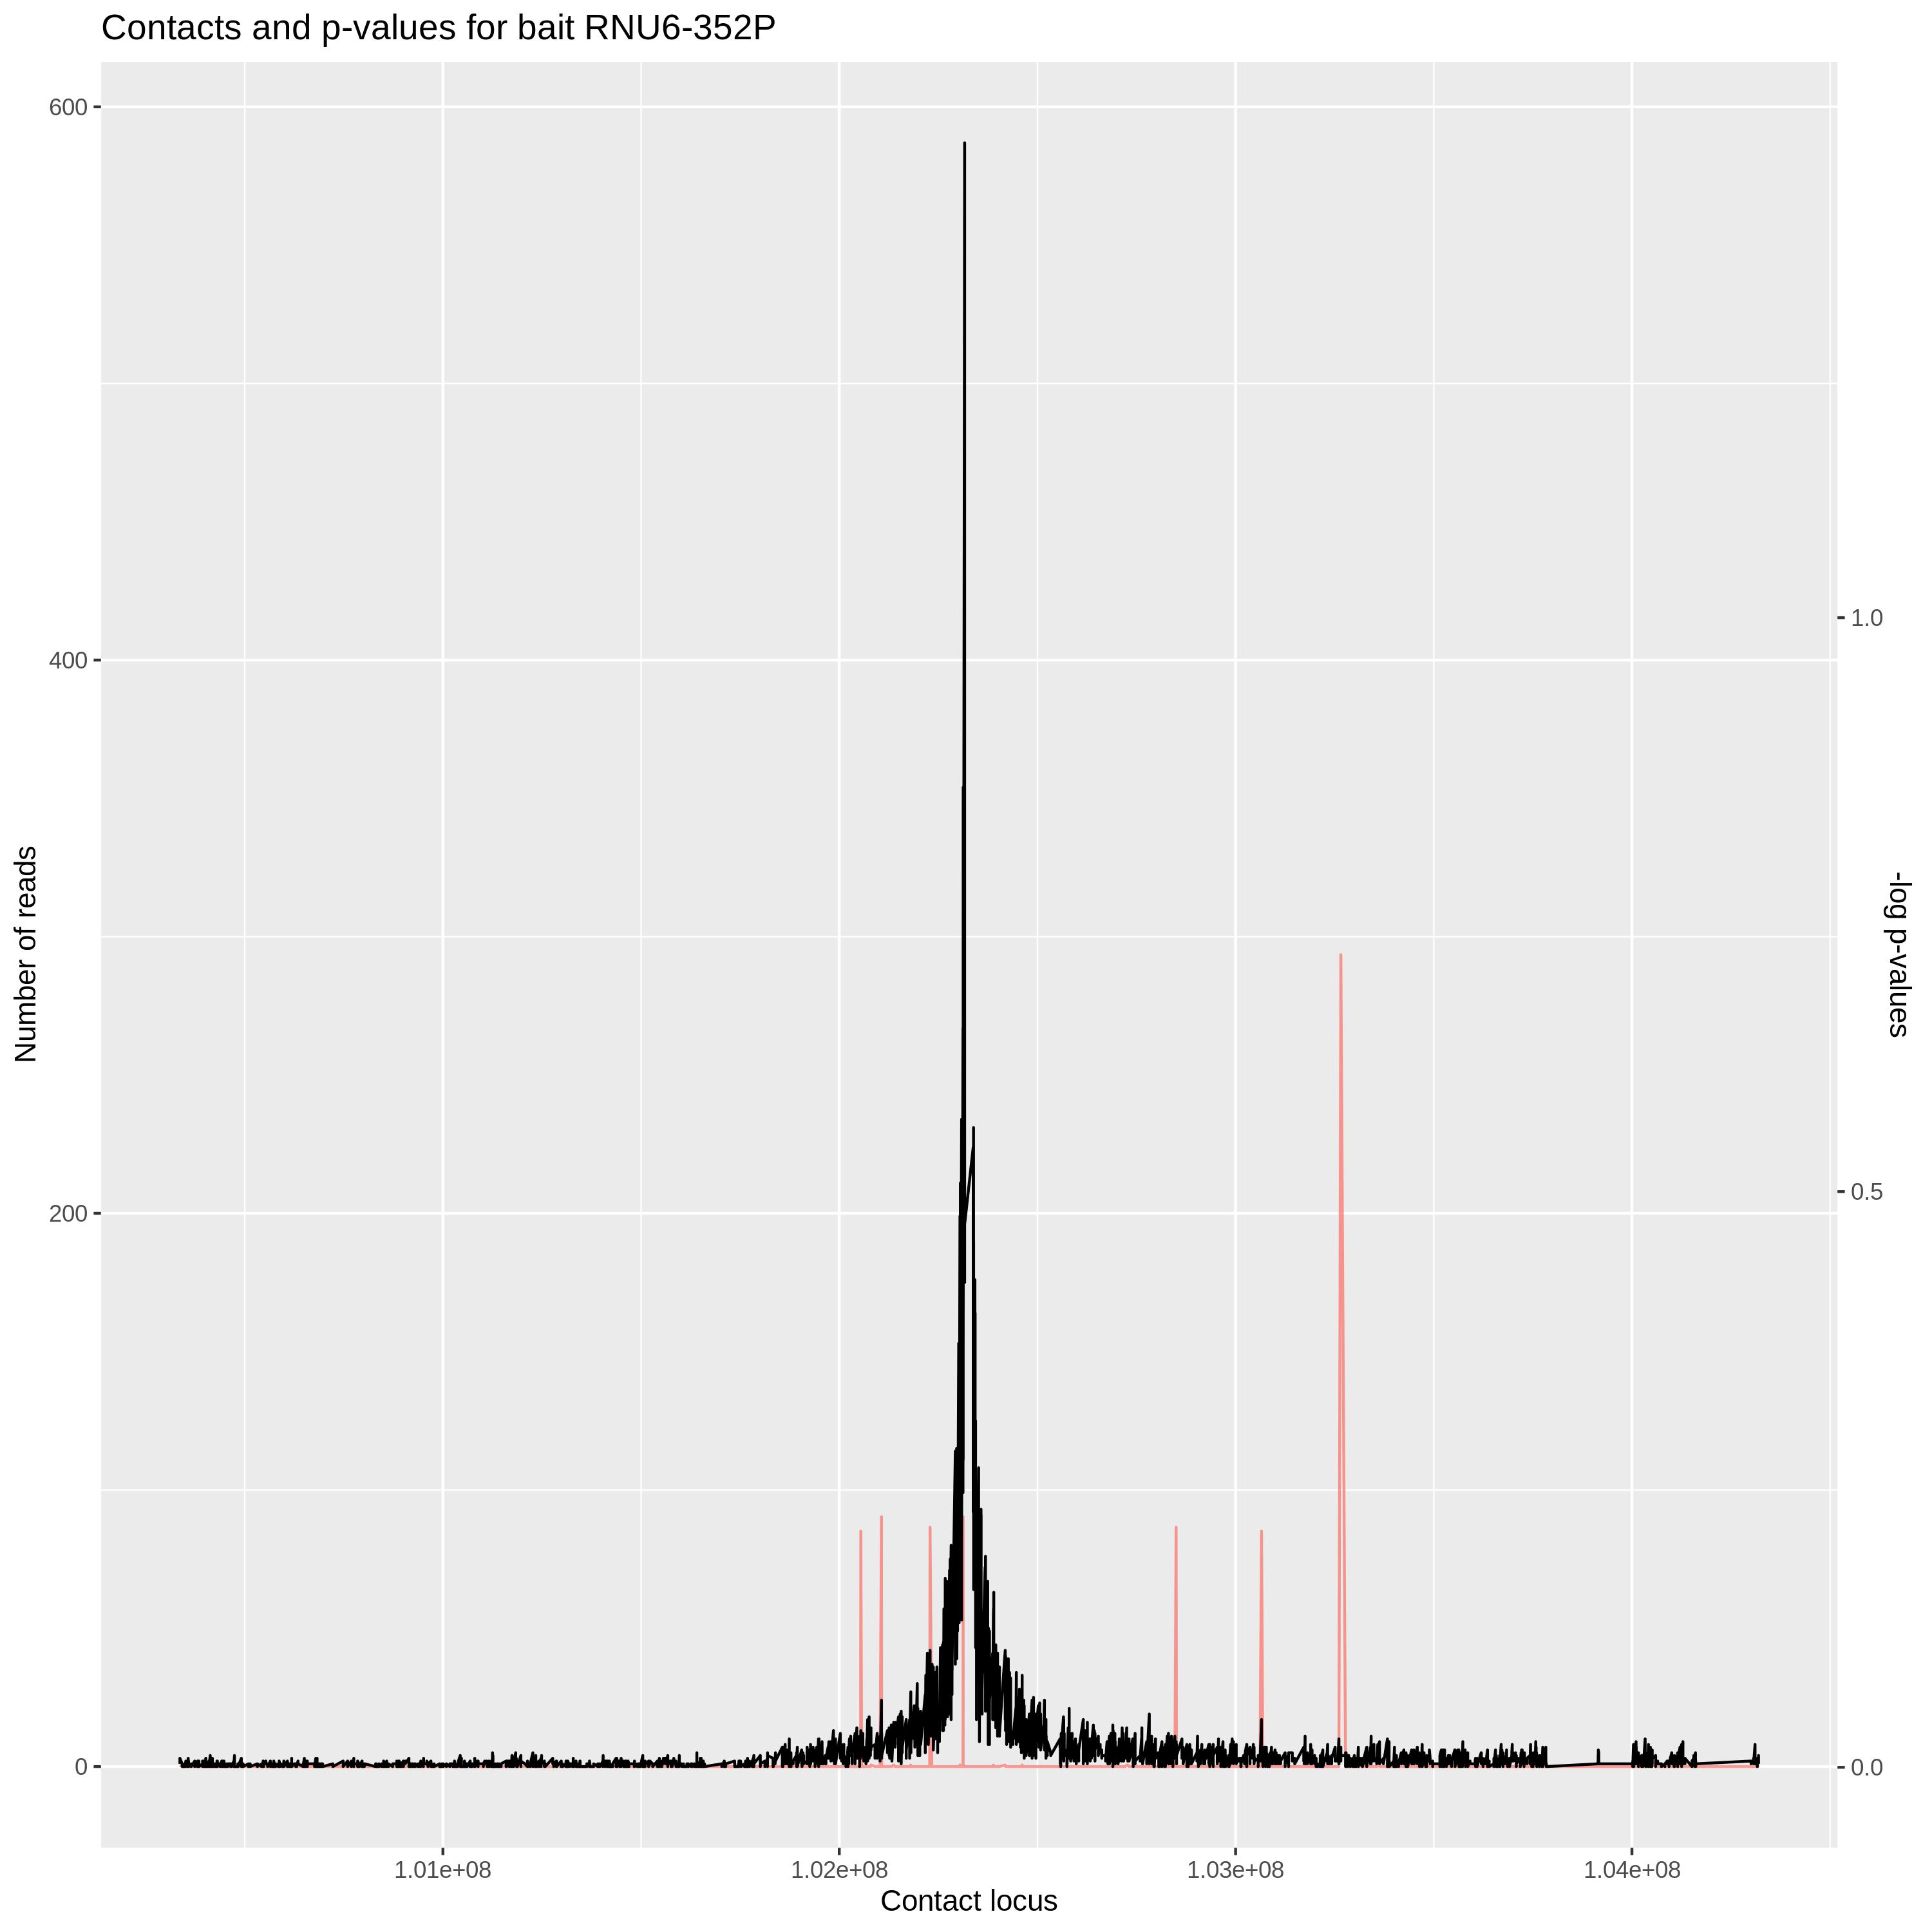 Contacts and p-values for bait RNU6-352P
600
400
200
0
Number of reads
1.0
0.5
0.0
-log p-values
1.01e+08
1.02e+08
1.03e+08
1.04e+08
Contact locus